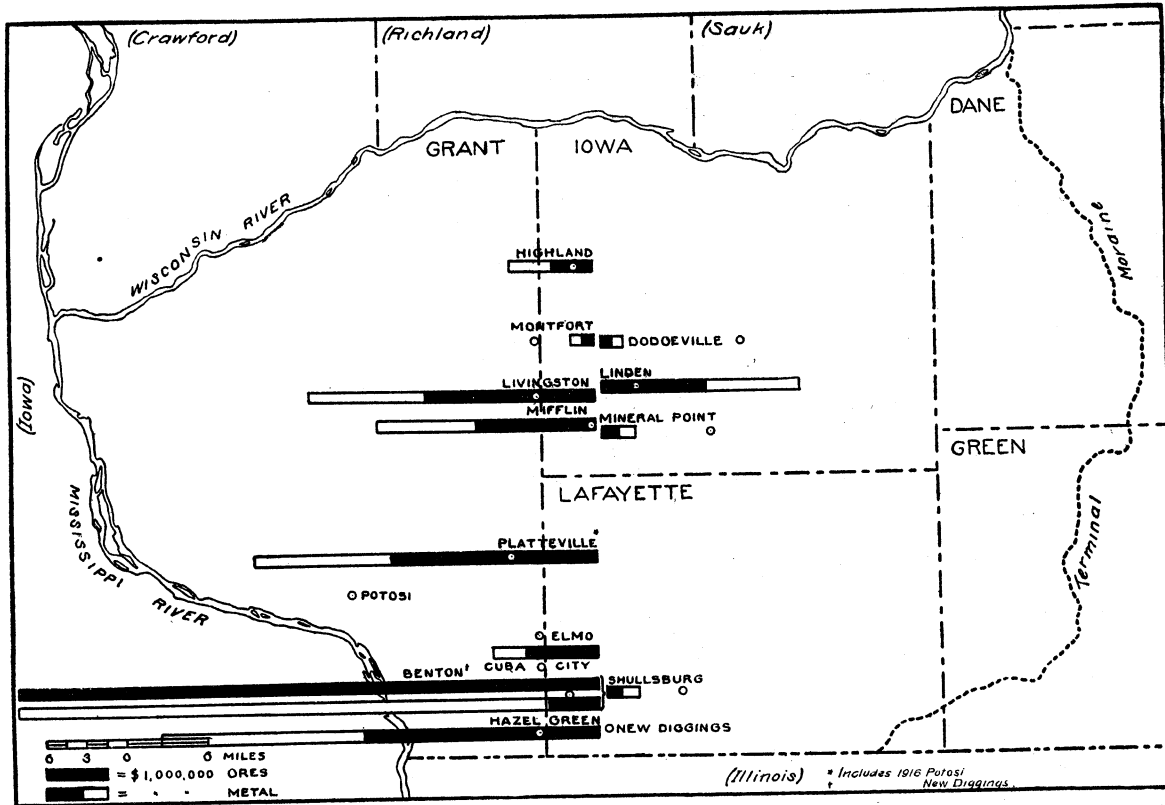 (Crawford)
(Richland)
(Sauk)
DANE
GRANT
IOWA
WISCONSIN RIVER
Moraine
HIGHLAND
MONTFORT
DODGEVILLE
(Iowa)
LINDEN
LIVINGSTON
MIFFLIN
MINERAL POINT
GREEN
LAFAYETTE
MISSISSIPPI RIVER
PLATTEVILLE*
Terminal
POTOSI
ELMO
CUBA CITY
BENTON†
SHULLSBURG
HAZEL GREEN
NEW DIGGINGS
6 3 0 6 MILES
= $1,000,000 ORES
= " " METAL
(Illinois)
* Includes 1916 Potosi
† New Diggings